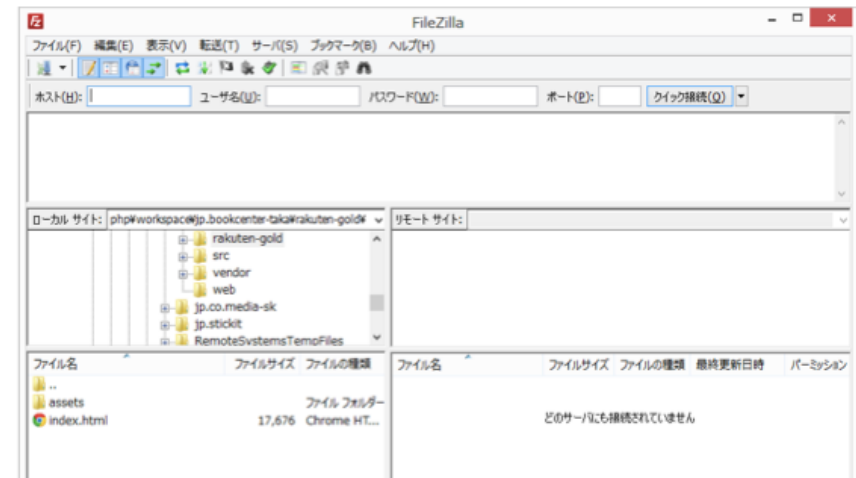 FileZilla
ファイル(F) 編集(E) 表示(V) 転送(T) サーバ(S) ブックマーク(B) ヘルプ(H)
ホスト(H): ユーザ名(U): パスワード(W): ポート(P): クイック接続(Q)
ローカル サイト: php¥workspace¥jp.bookcenter-taka¥rakuten-gold¥ リモート サイト:
rakuten-gold
src
vendor
web
jp.co.media-sk
jp.stickit
RemoteSystemsTempFiles
ファイル名 ファイルサイズ ファイルの種類 ファイル名 ファイルサイズ ファイルの種類 最終更新日時 パーミッション
..
assets ファイル フォルダー
index.html 17,676 Chrome HT...
どのサーバにも接続されていません